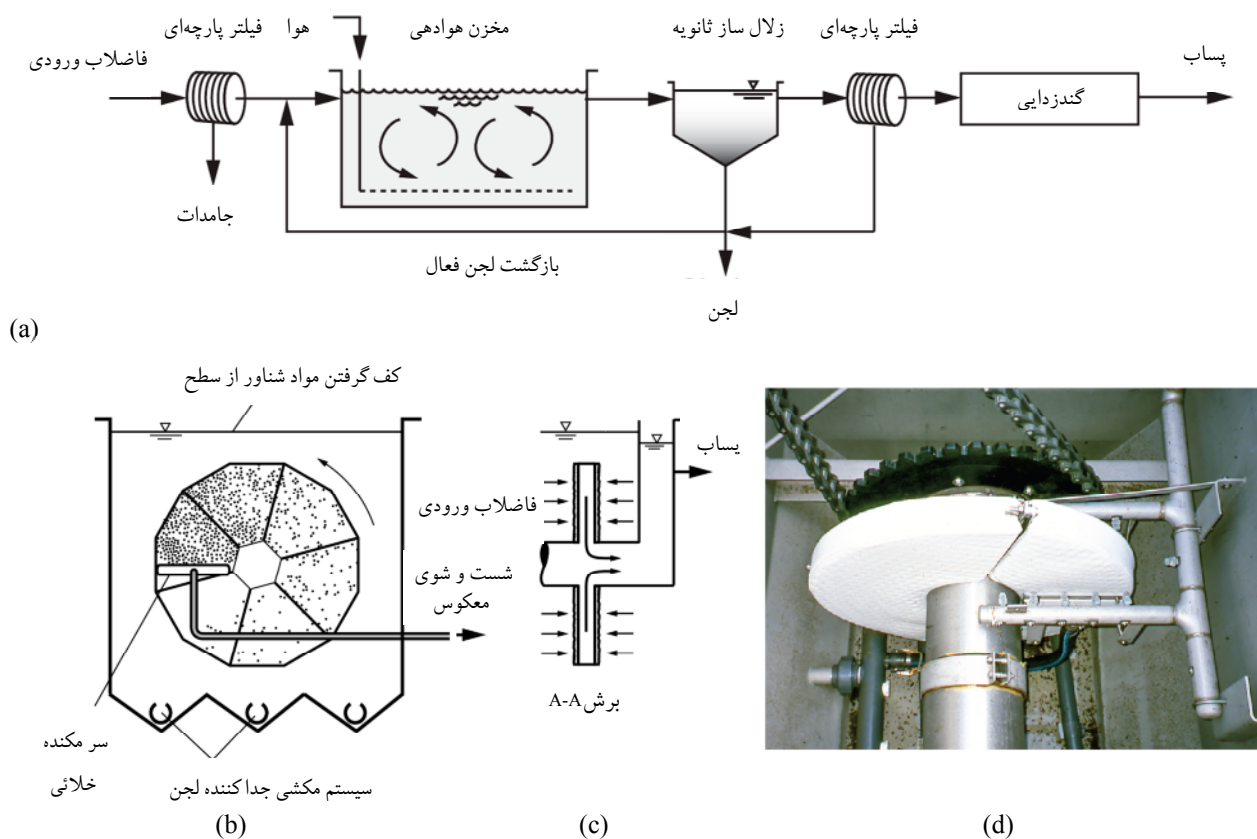 فیلتر پارچه‌ای
هوا
مخزن هوادهی
زلال ساز ثانویه
فیلتر پارچه‌ای
فاضلاب ورودی
پساب
گندزدایی
جامدات
بازگشت لجن فعال
لجن
(a)
کف گرفتن مواد شناور از سطح
پساب
فاضلاب ورودی
شست و شوی
معکوس
برش A-A
سر مکنده
خلائی
سیستم مکشی جدا کننده لجن
(b)
(c)
(d)